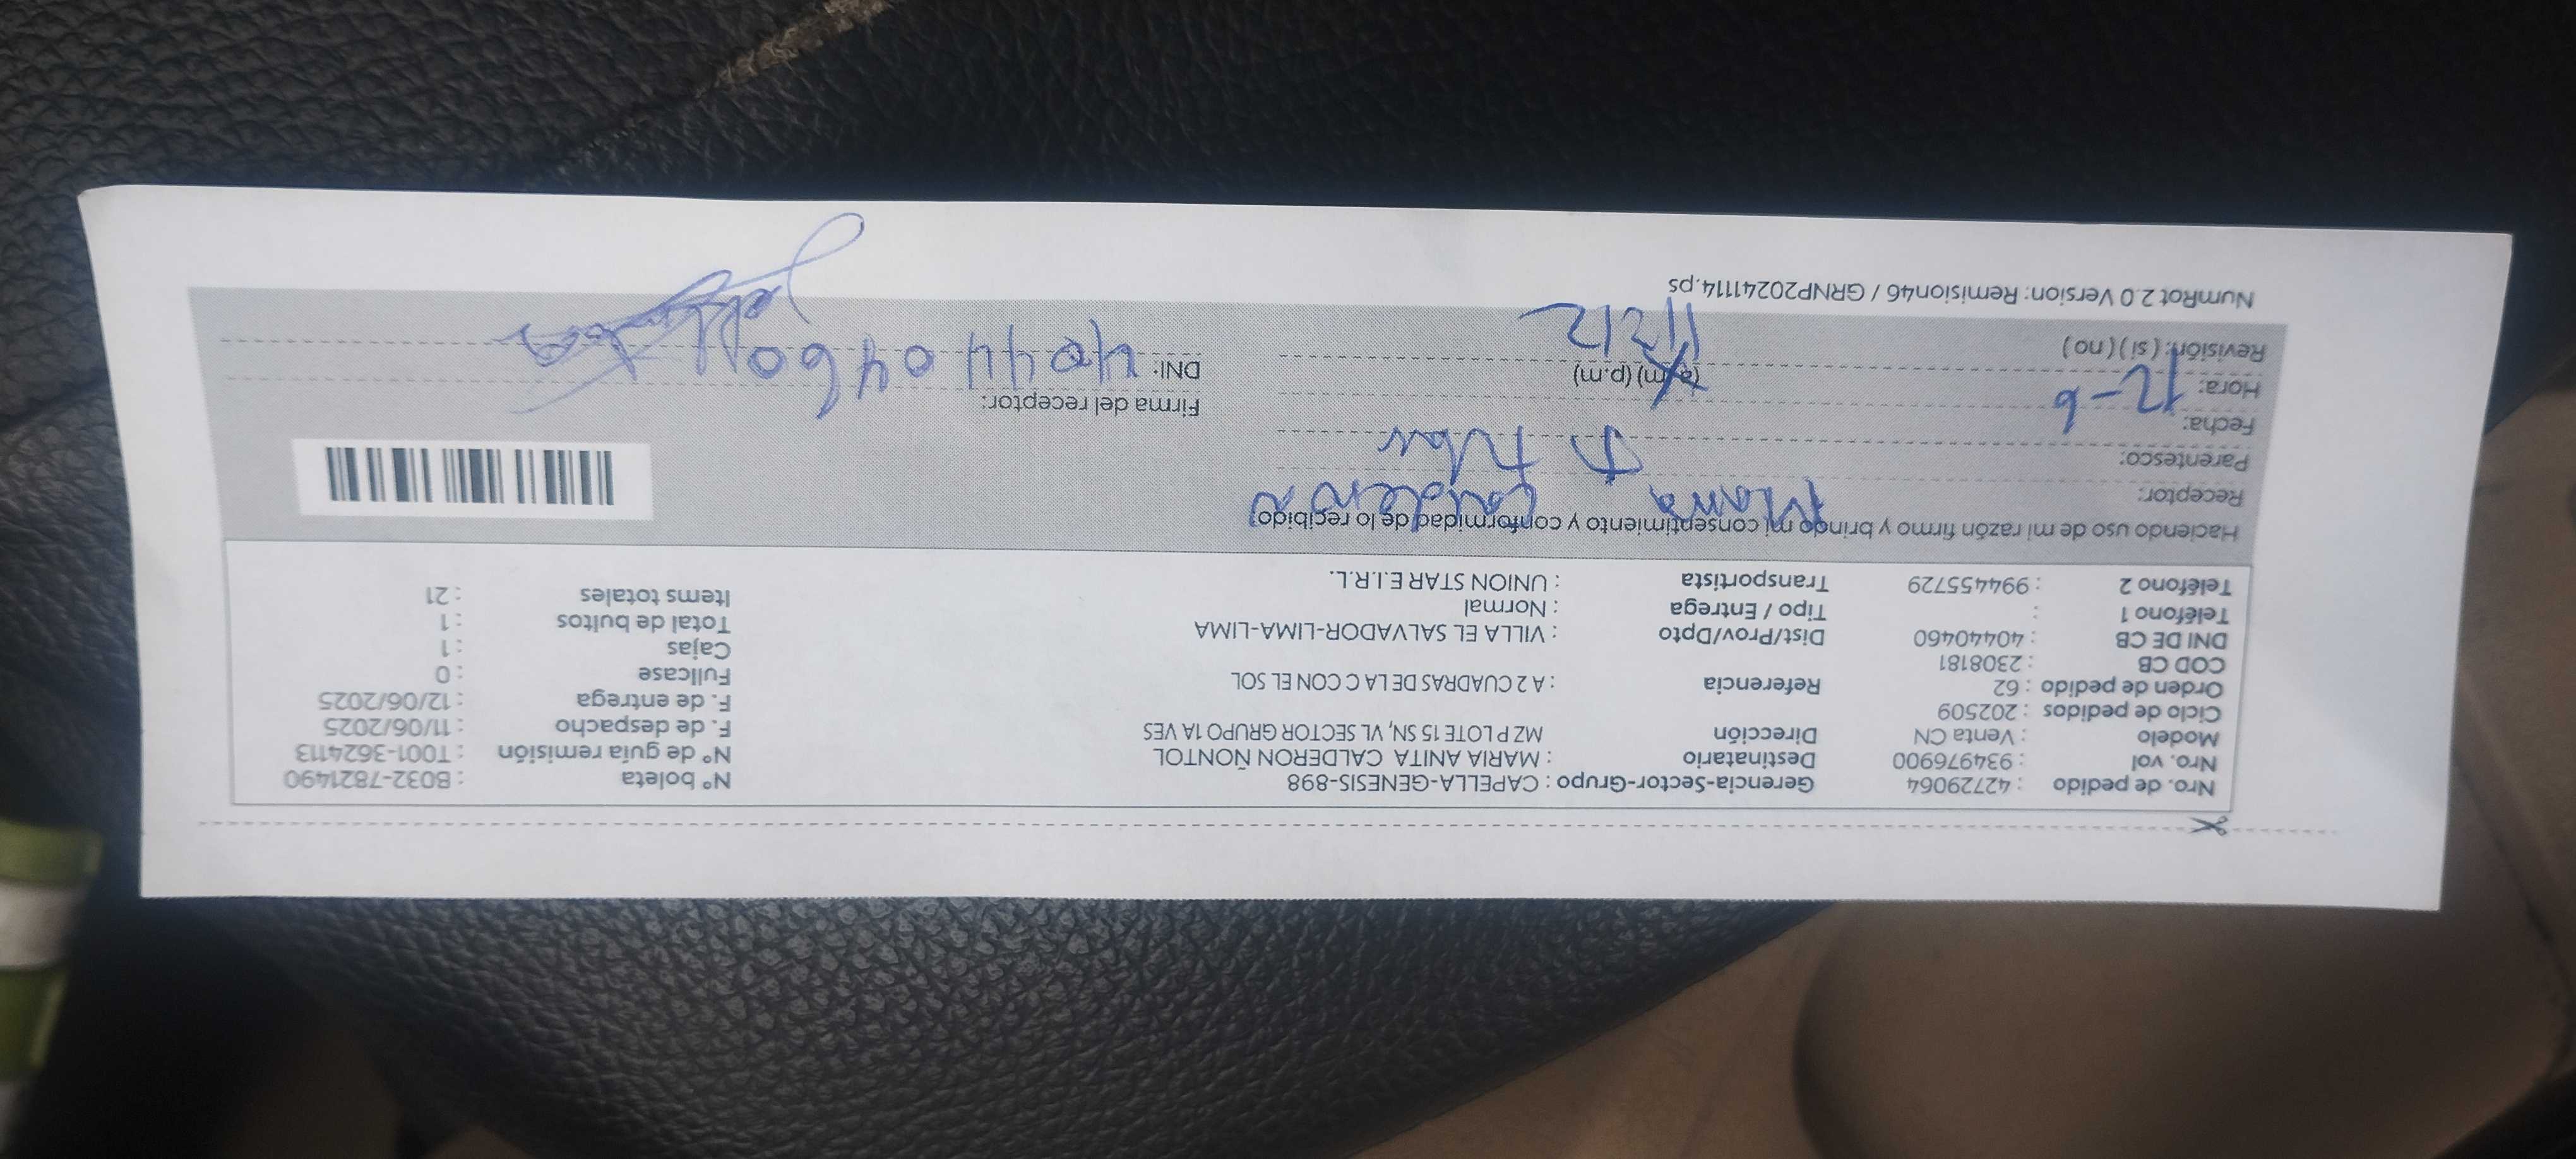 Nro. de pedido : 42729064 Gerencia-Sector-Grupo : CAPELLA-GENESIS-898 N° boleta : B032-7821490
Nro. vol : 934976900 Destinatario : MARIA ANITA CALDERON ÑONTOL N° de guía remisión : T001-3624113
Modelo : Venta CN Dirección MZ P LOTE 15 SN, VL SECTOR GRUPO 1A VES F. de despacho : 11/06/2025
Ciclo de pedidos : 202509 F. de entrega : 12/06/2025
Orden de pedido : 62 Referencia : A 2 CUADRAS DE LA C CON EL SOL Fullcase : 0
COD CB : 2308181 Cajas : 1
DNI DE CB : 40440460 Dist/Prov/Dpto : VILLA EL SALVADOR-LIMA-LIMA Total de bultos : 1
Teléfono 1 : Tipo / Entrega : Normal Items totales : 21
Teléfono 2 : 994455729 Transportista : UNION STAR E.I.R.L.
Haciendo uso de mi razón firmo y brindo mi consentimiento y conformidad de lo recibido
Receptor: Maria Calderon
Parentesco: Titular
Fecha: 12-6
Firma del receptor:
Hora: (a.m) (p.m) DNI: 40440460
Revisión: ( si ) ( no )
NumRot 2.0 Version: Remision46 / GRNP20241114.ps